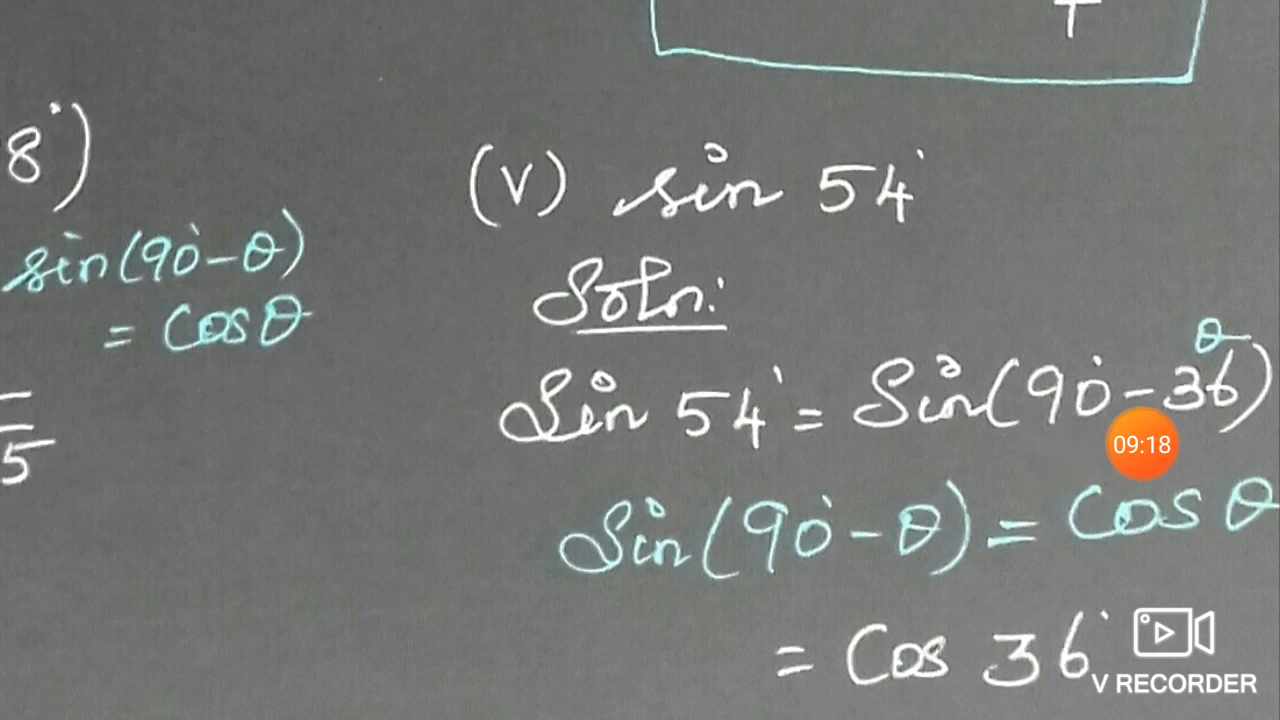 T
8°)
sin(90°-θ)
= cosθ
5
(V) sin 54°
Soln:
θ
Sin 54° = Sin(90°-36)
09:18
Sin(90°-θ) = cos θ
= Cos 36°
V RECORDER